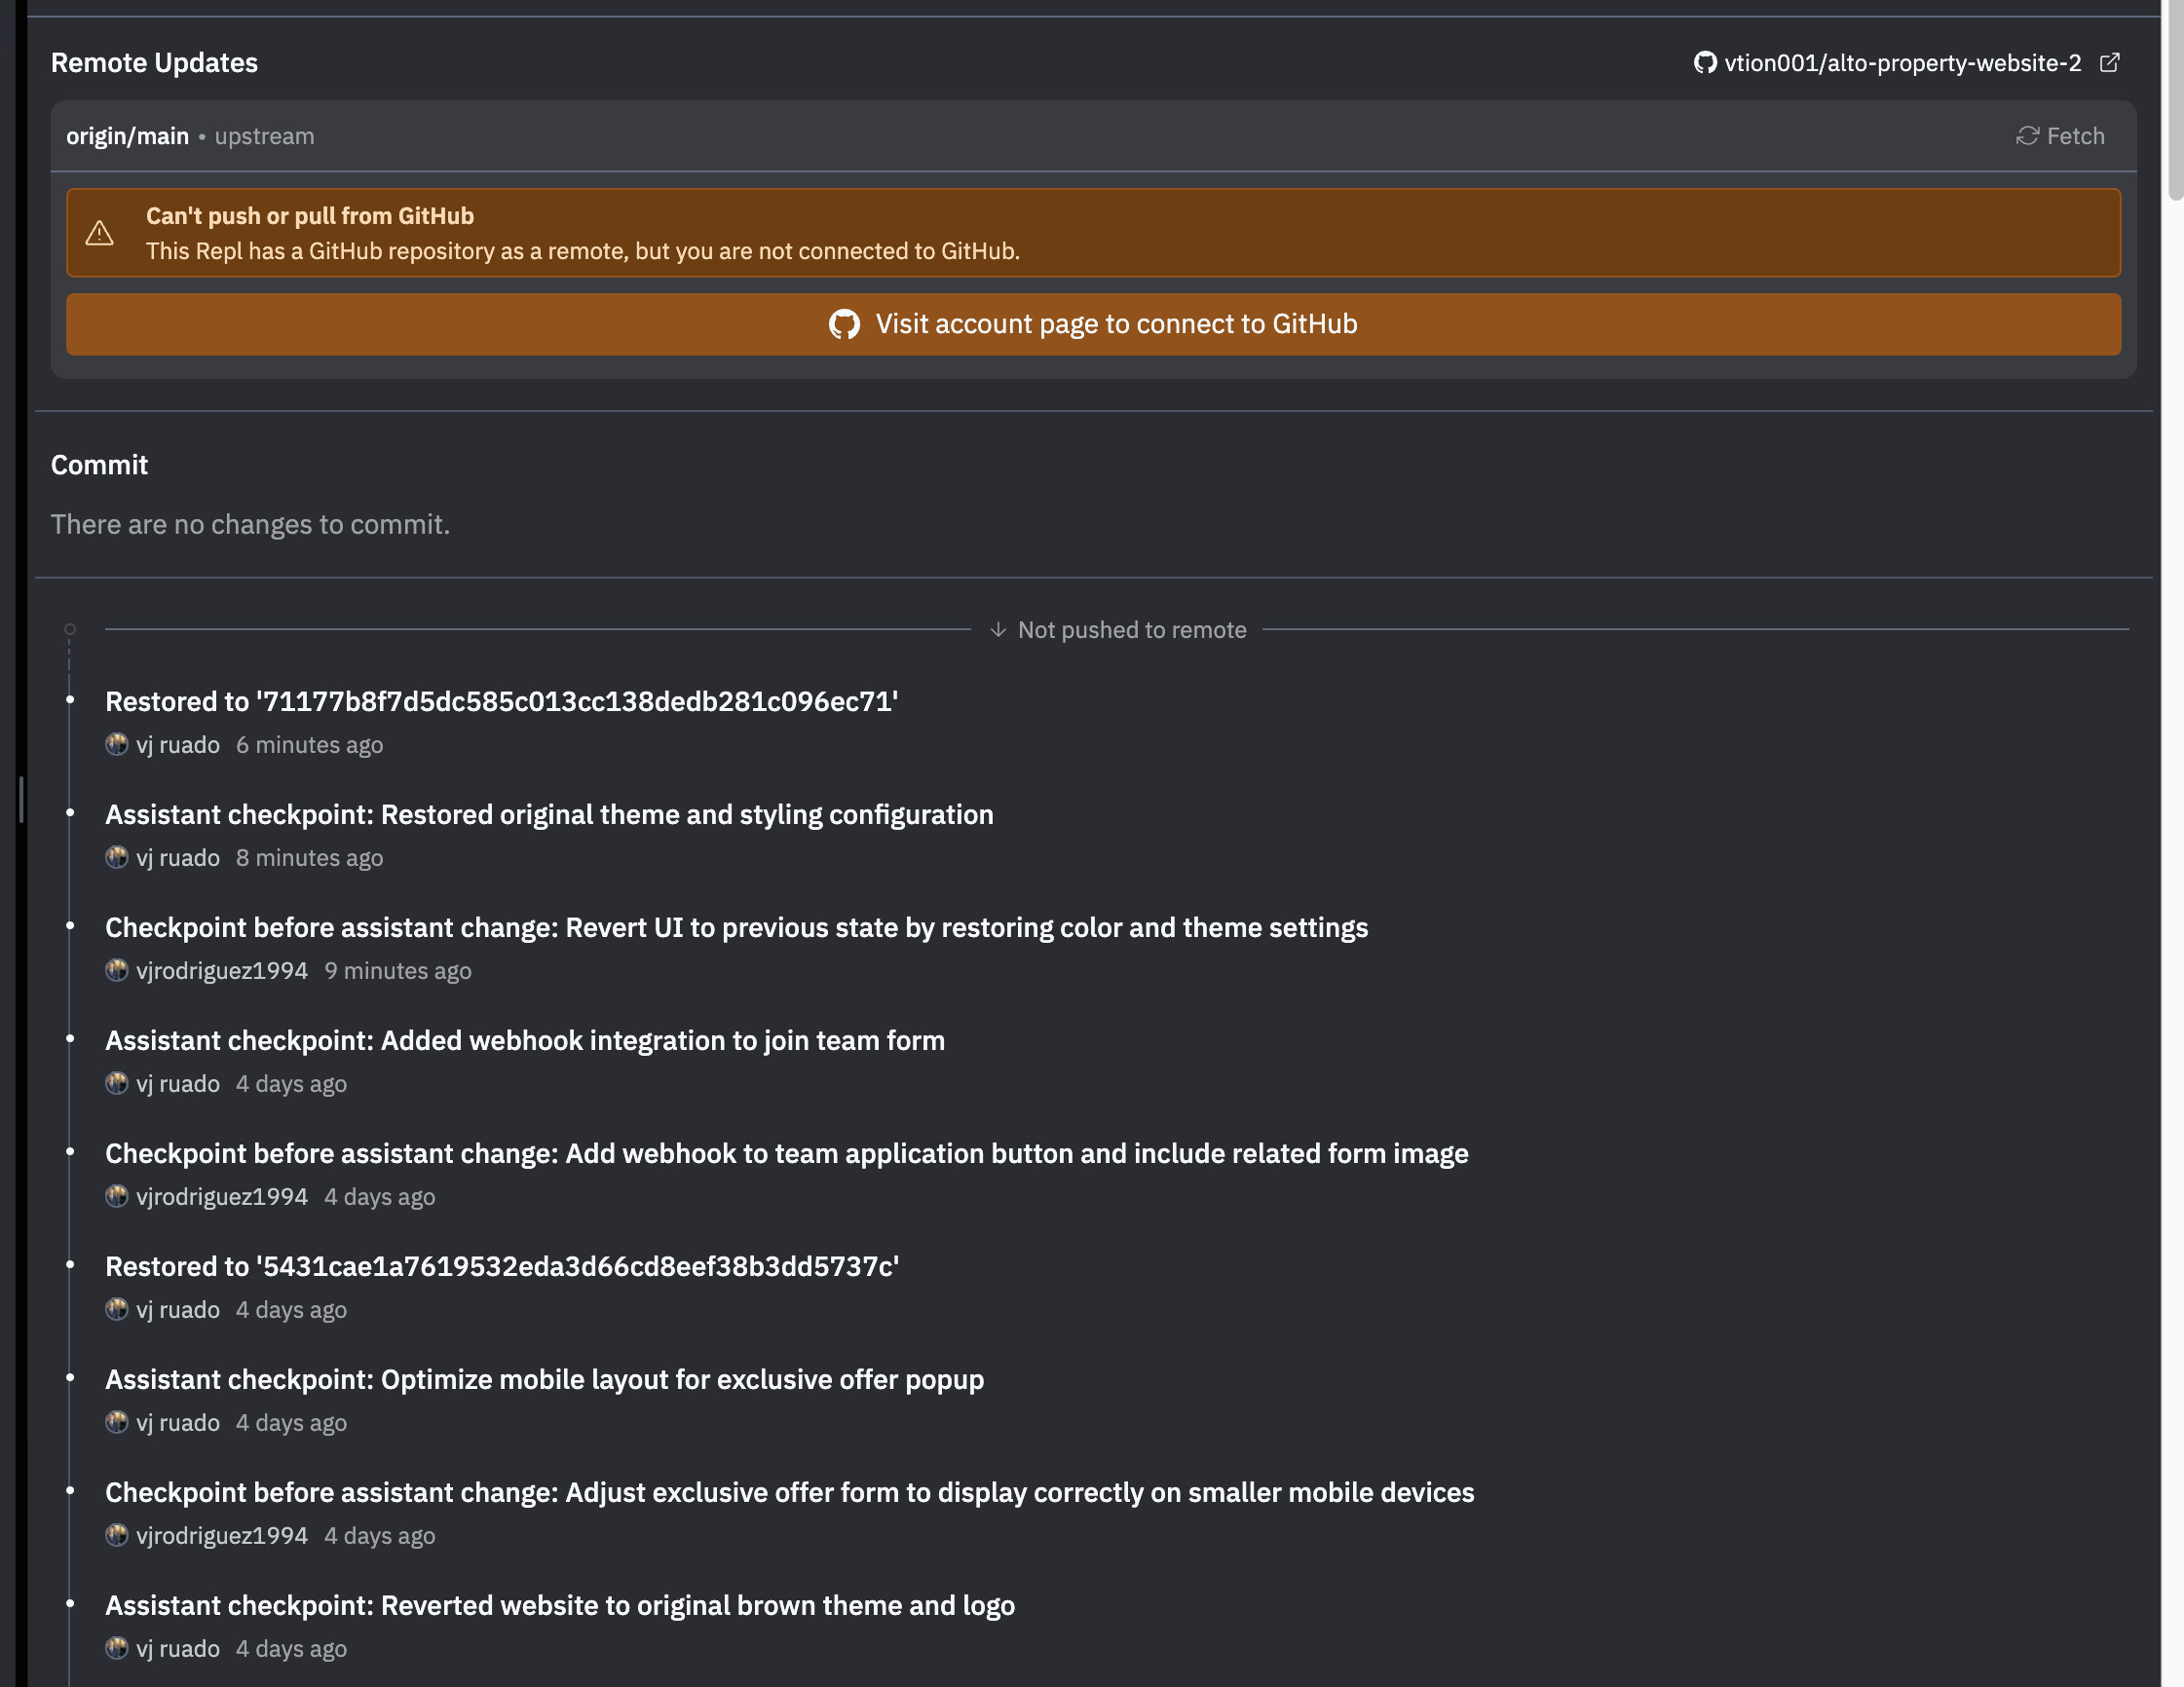 Remote Updates
vtion001/alto-property-website-2
origin/main • upstream
Fetch
Can't push or pull from GitHub
This Repl has a GitHub repository as a remote, but you are not connected to GitHub.
Visit account page to connect to GitHub
Commit
There are no changes to commit.
↓ Not pushed to remote
Restored to '71177b8f7d5dc585c013cc138dedb281c096ec71'
vj ruado 6 minutes ago
Assistant checkpoint: Restored original theme and styling configuration
vj ruado 8 minutes ago
Checkpoint before assistant change: Revert UI to previous state by restoring color and theme settings
vjrodriguez1994 9 minutes ago
Assistant checkpoint: Added webhook integration to join team form
vj ruado 4 days ago
Checkpoint before assistant change: Add webhook to team application button and include related form image
vjrodriguez1994 4 days ago
Restored to '5431cae1a7619532eda3d66cd8eef38b3dd5737c'
vj ruado 4 days ago
Assistant checkpoint: Optimize mobile layout for exclusive offer popup
vj ruado 4 days ago
Checkpoint before assistant change: Adjust exclusive offer form to display correctly on smaller mobile devices
vjrodriguez1994 4 days ago
Assistant checkpoint: Reverted website to original brown theme and logo
vj ruado 4 days ago